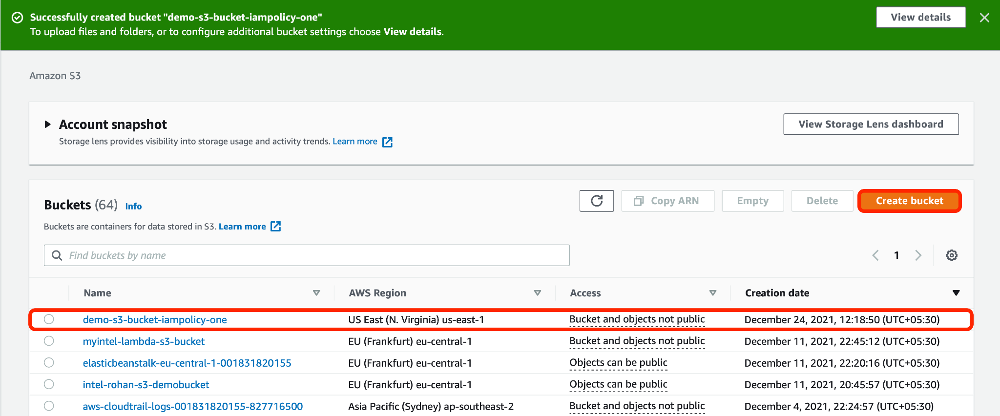 Successfully created bucket "demo-s3-bucket-iampolicy-one"
View details
To upload files and folders, or to configure additional bucket settings choose View details.
Amazon S3
Account snapshot
View Storage Lens dashboard
Storage lens provides visibility into storage usage and activity trends. Learn more
Buckets (64) Info
Copy ARN
Empty
Delete
Create bucket
Buckets are containers for data stored in S3. Learn more
Find buckets by name
1
Name AWS Region Access Creation date
demo-s3-bucket-iampolicy-one US East (N. Virginia) us-east-1 Bucket and objects not public December 24, 2021, 12:18:50 (UTC+05:30)
myintel-lambda-s3-bucket EU (Frankfurt) eu-central-1 Bucket and objects not public December 11, 2021, 22:45:12 (UTC+05:30)
elasticbeanstalk-eu-central-1-001831820155 EU (Frankfurt) eu-central-1 Objects can be public December 11, 2021, 22:20:16 (UTC+05:30)
intel-rohan-s3-demobucket EU (Frankfurt) eu-central-1 Objects can be public December 11, 2021, 20:45:57 (UTC+05:30)
aws-cloudtrail-logs-001831820155-827716500 Asia Pacific (Sydney) ap-southeast-2 Bucket and objects not public December 4, 2021, 22:24:57 (UTC+05:30)